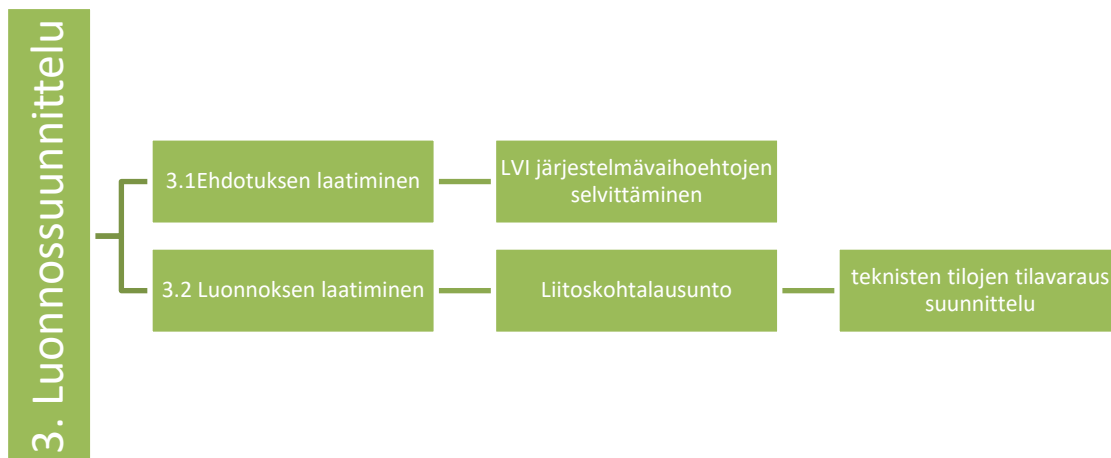 3. Luonnossuunnittelu
3.1Ehdotuksen laatiminen
LVI järjestelmävaihoehtojen
selvittäminen
3.2 Luonnoksen laatiminen
Liitoskohtalausunto
teknisten tilojen tilavaraus
suunnittelu